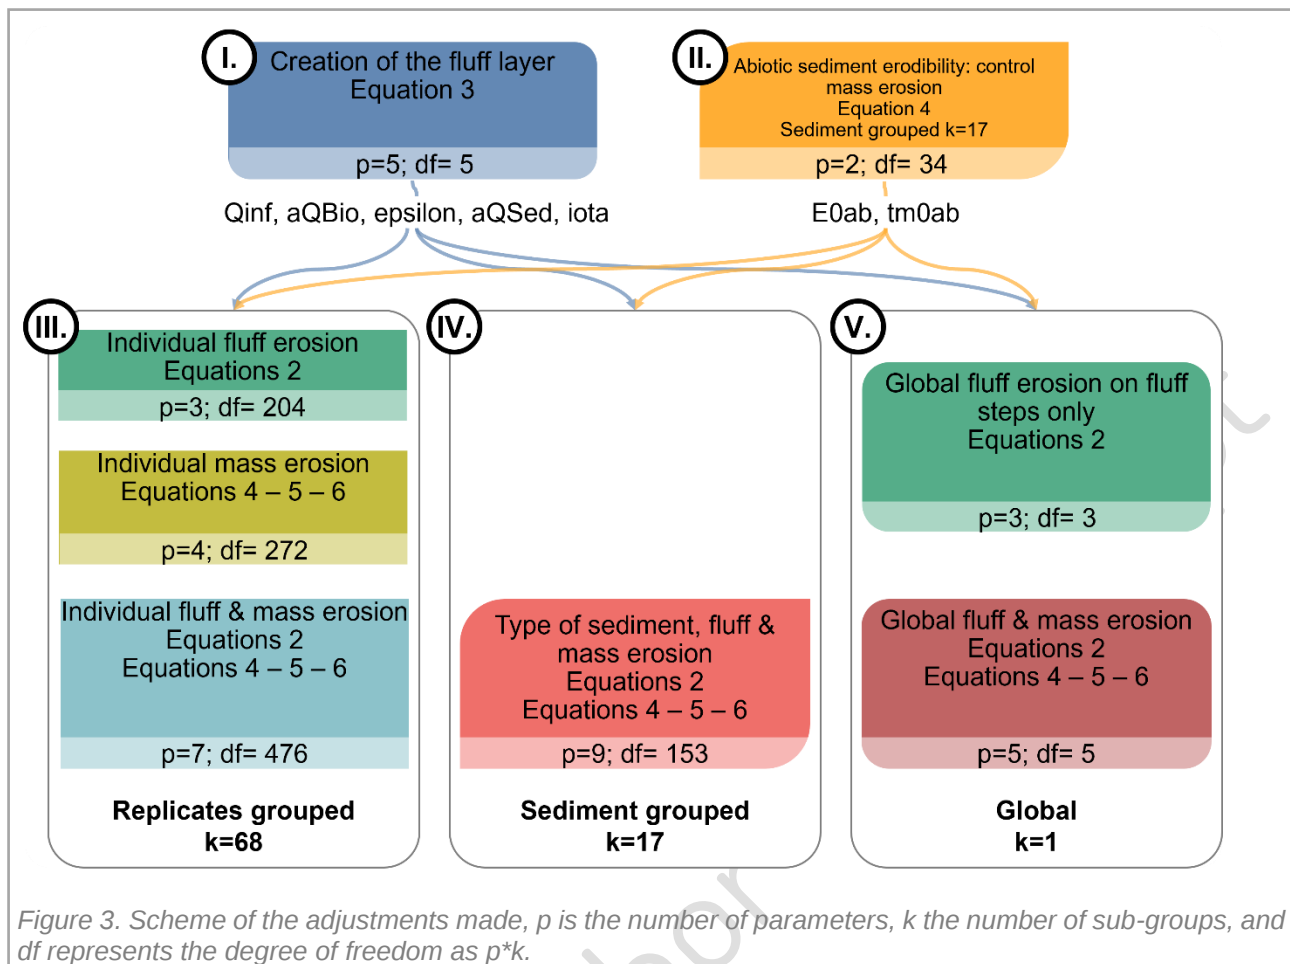 I.
Creation of the fluff layer
Equation 3
p=5; df= 5
II.
Abiotic sediment erodibility: control
mass erosion
Equation 4
Sediment grouped k=17
p=2; df= 34
Qinf, aQBio, epsilon, aQSed, iota
E0ab, tm0ab
III.
Individual fluff erosion
Equations 2
p=3; df= 204
Individual mass erosion
Equations 4 – 5 – 6
p=4; df= 272
Individual fluff & mass erosion
Equations 2
Equations 4 – 5 – 6
p=7; df= 476
Replicates grouped
k=68
IV.
Type of sediment, fluff &
mass erosion
Equations 2
Equations 4 – 5 – 6
p=9; df= 153
Sediment grouped
k=17
V.
Global fluff erosion on fluff
steps only
Equations 2
p=3; df= 3
Global fluff & mass erosion
Equations 2
Equations 4 – 5 – 6
p=5; df= 5
Global
k=1
Figure 3. Scheme of the adjustments made, p is the number of parameters, k the number of sub-groups, and
df represents the degree of freedom as p*k.